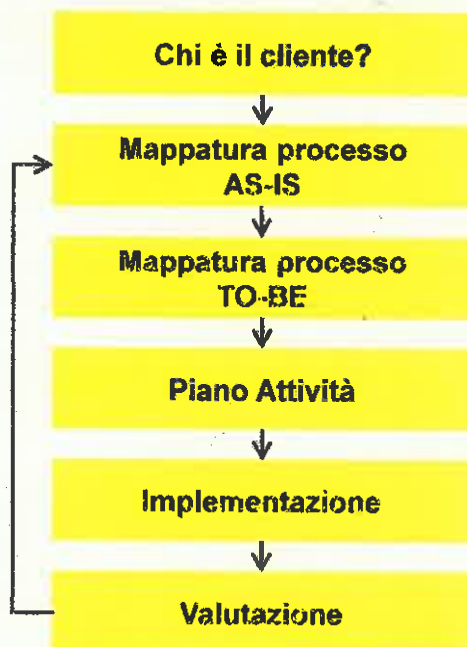 Chi è il cliente?
Mappatura processo
AS-IS
Mappatura processo
TO-BE
Piano Attività
Implementazione
Valutazione